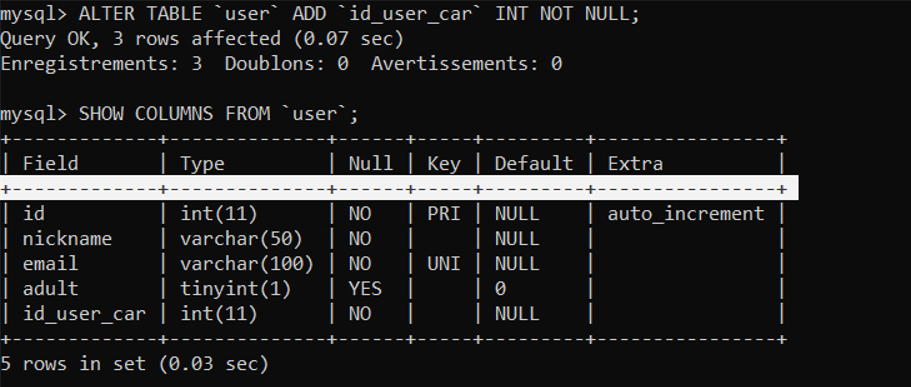 mysql> ALTER TABLE `user` ADD `id_user_car` INT NOT NULL;
Query OK, 3 rows affected (0.07 sec)
Enregistrements: 3  Doublons: 0  Avertissements: 0

mysql> SHOW COLUMNS FROM `user`;
+-------------+--------------+------+-----+---------+----------------+
| Field       | Type         | Null | Key | Default | Extra          |
+-------------+--------------+------+-----+---------+----------------+
| id          | int(11)      | NO   | PRI | NULL    | auto_increment |
| nickname    | varchar(50)  | NO   |     | NULL    |                |
| email       | varchar(100) | NO   | UNI | NULL    |                |
| adult       | tinyint(1)   | YES  |     | 0       |                |
| id_user_car | int(11)      | NO   |     | NULL    |                |
+-------------+--------------+------+-----+---------+----------------+
5 rows in set (0.03 sec)